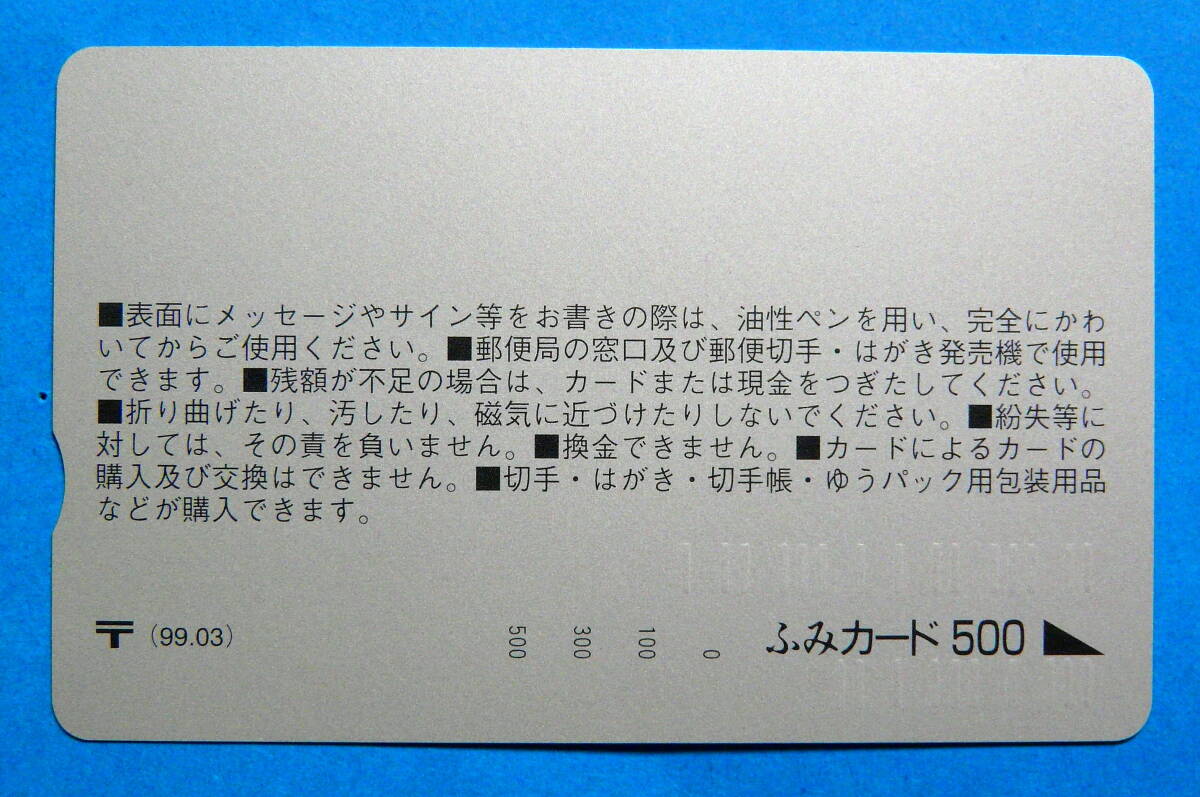 ■表面にメッセージやサイン等をお書きの際は、油性ペンを用い、完全にかわ
いてからご使用ください。■郵便局の窓口及び郵便切手・はがき発売機で使用
できます。■残額が不足の場合は、カードまたは現金をつぎたしてください。
■折り曲げたり、汚したり、磁気に近づけたりしないでください。■紛失等に
対しては、その責を負いません。■換金できません。■カードによるカードの
購入及び交換はできません。■切手・はがき・切手帳・ゆうパック用包装用品
などが購入できます。
〒 (99.03) 500 300 100 0 ふみカード 500